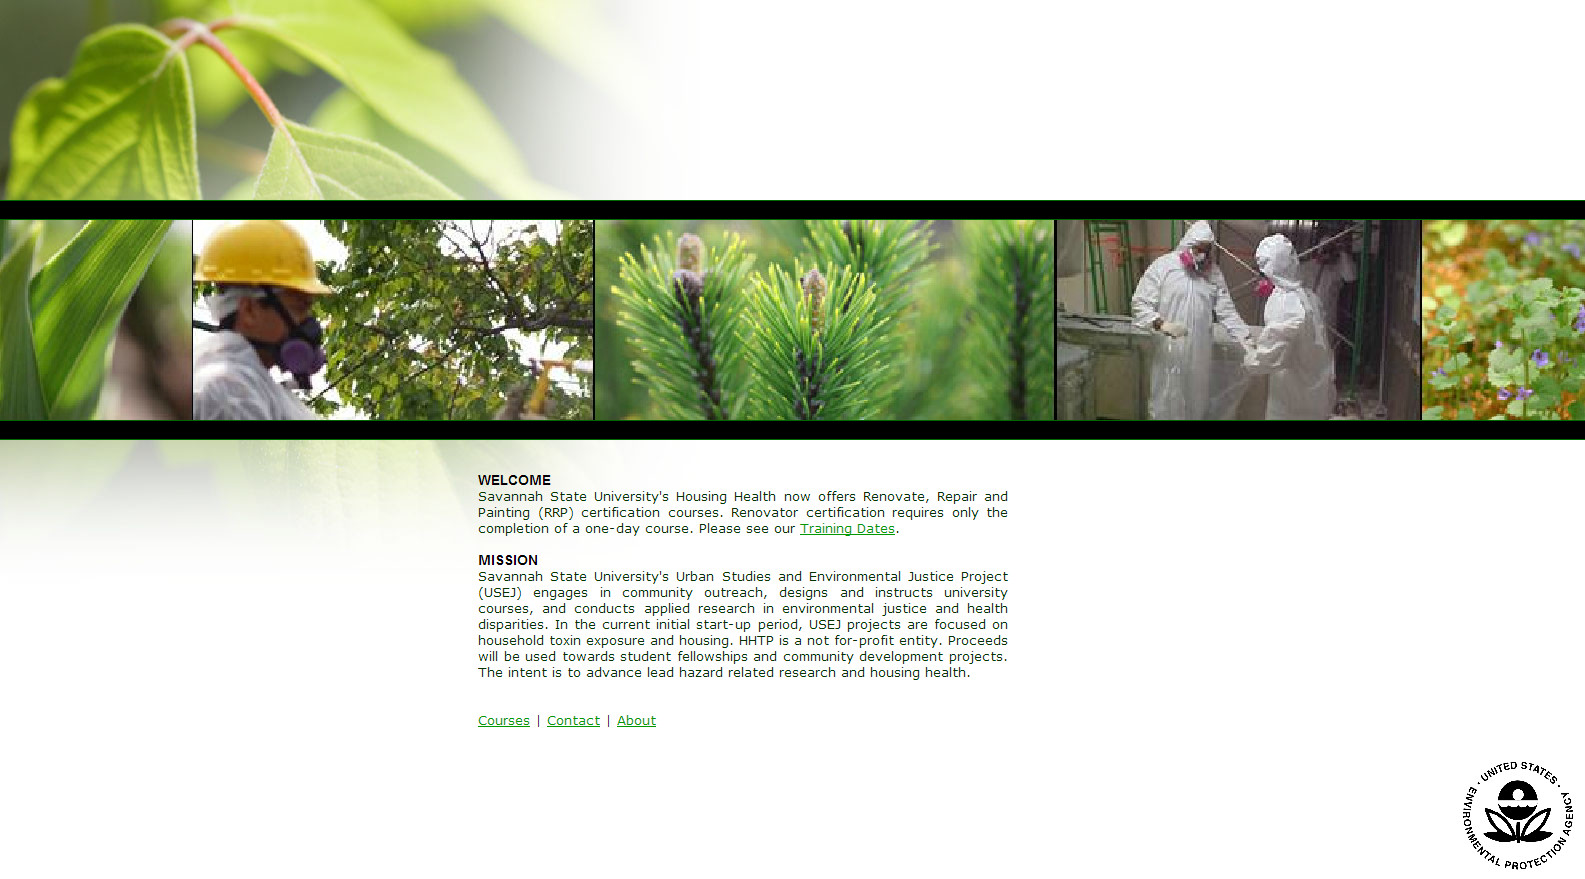 WELCOME
Savannah State University's Housing Health now offers Renovate, Repair and
Painting (RRP) certification courses. Renovator certification requires only the
completion of a one-day course. Please see our Training Dates.
MISSION
Savannah State University's Urban Studies and Environmental Justice Project
(USEJ) engages in community outreach, designs and instructs university
courses, and conducts applied research in environmental justice and health
disparities. In the current initial start-up period, USEJ projects are focused on
household toxin exposure and housing. HHTP is a not for-profit entity. Proceeds
will be used towards student fellowships and community development projects.
The intent is to advance lead hazard related research and housing health.
Courses | Contact | About
· UNITED STATES ·
ENVIRONMENTAL PROTECTION AGENCY